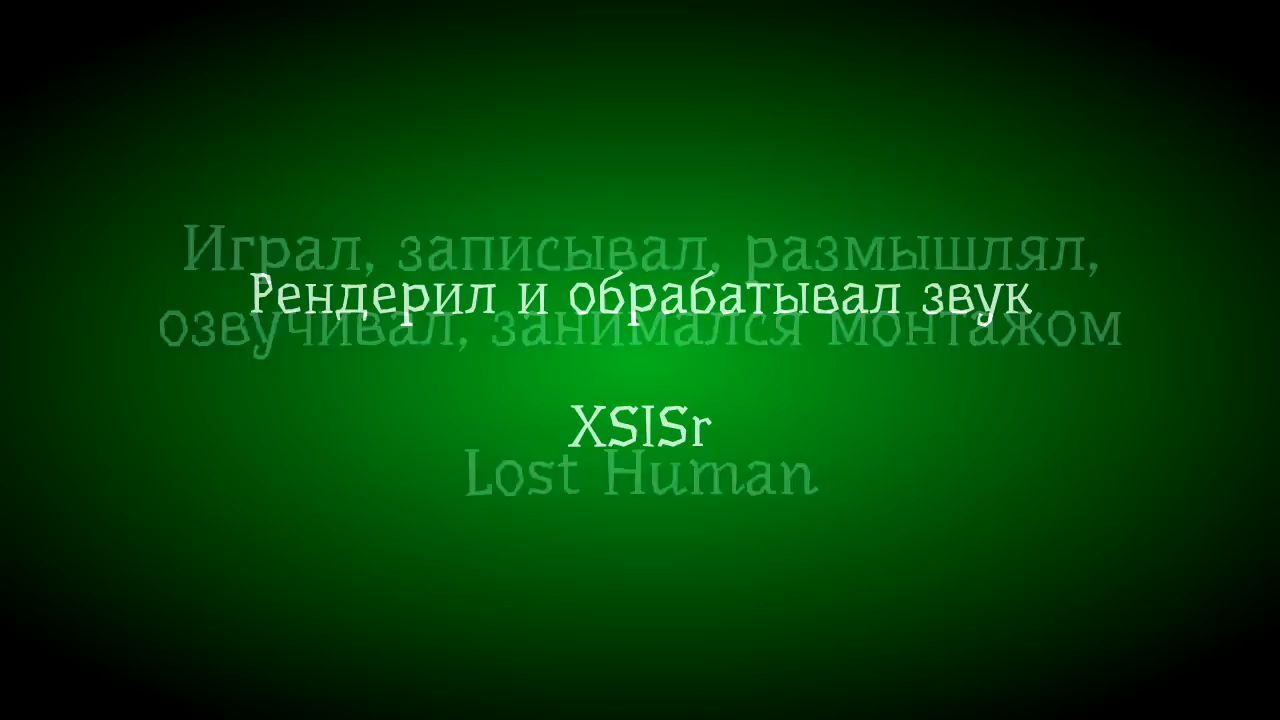 Играл, записывал, размышлял,
Рендерил и обрабатывал звук
озвучивал, занимался монтажом
XSISr
Lost Human